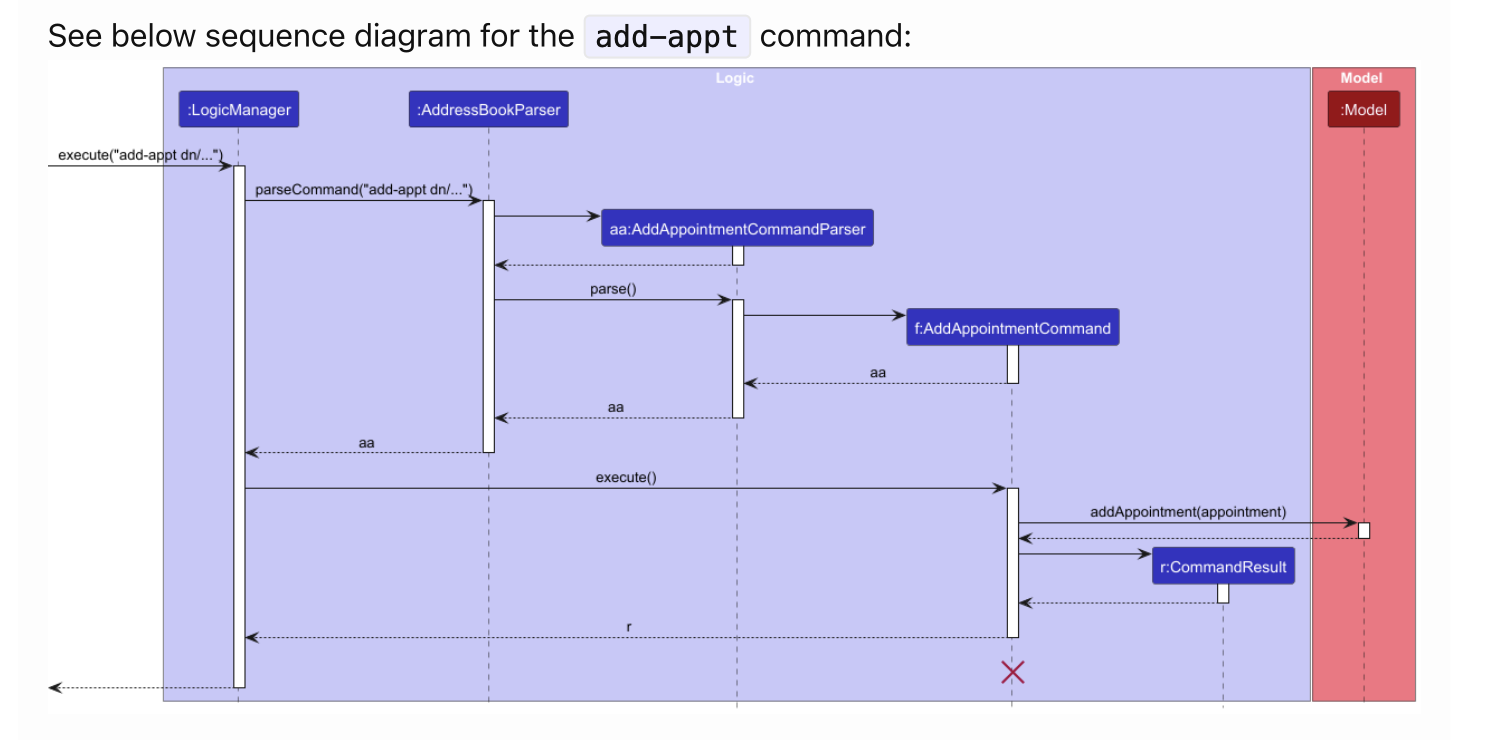 See below sequence diagram for the add-appt command:
Logic
Model
:LogicManager
:AddressBookParser
:Model
execute("add-appt dn/...")
parseCommand("add-appt dn/...")
aa:AddAppointmentCommandParser
parse()
f:AddAppointmentCommand
aa
aa
aa
execute()
addAppointment(appointment)
r:CommandResult
r